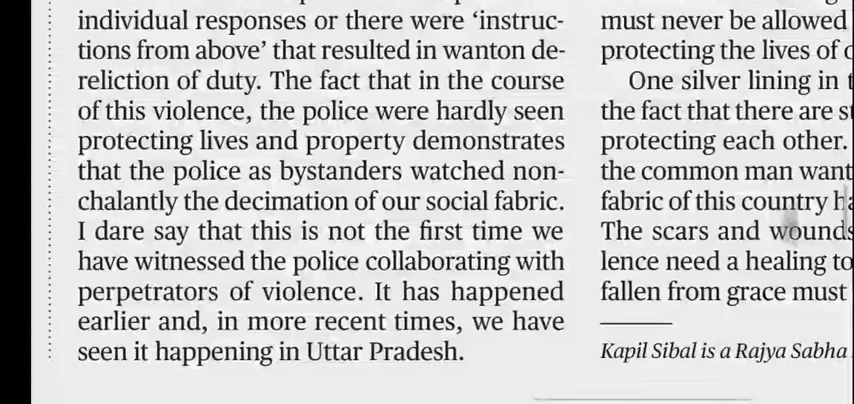 individual responses or there were ‘instruc-
tions from above’ that resulted in wanton de-
reliction of duty. The fact that in the course
of this violence, the police were hardly seen
protecting lives and property demonstrates
that the police as bystanders watched non-
chalantly the decimation of our social fabric.
I dare say that this is not the first time we
have witnessed the police collaborating with
perpetrators of violence. It has happened
earlier and, in more recent times, we have
seen it happening in Uttar Pradesh.
must never be allowed
protecting the lives of
One silver lining in
the fact that there are
protecting each other.
the common man want
fabric of this country
The scars and wounds
lence need a healing
fallen from grace must
Kapil Sibal is a Rajya Sabha